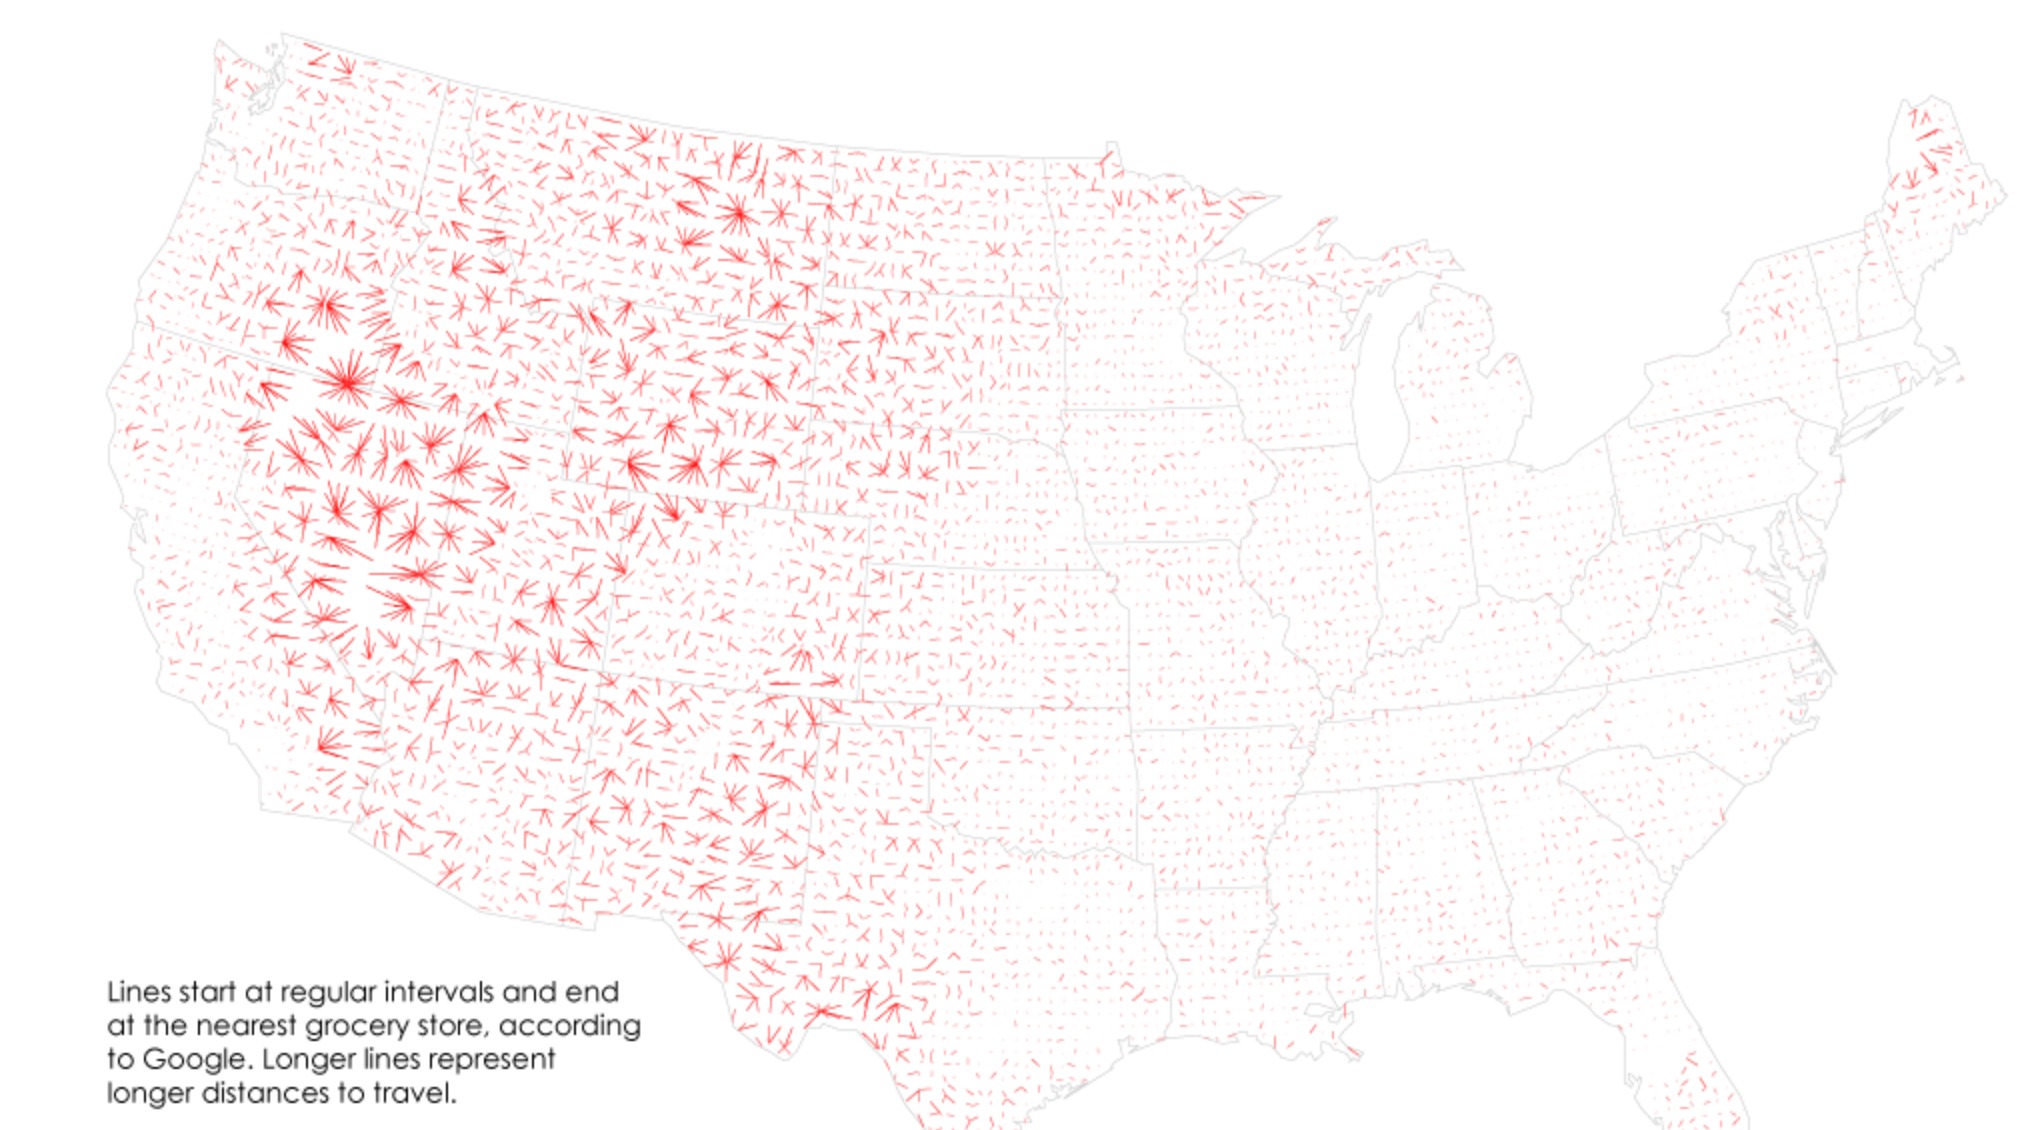 Lines start at regular intervals and end
at the nearest grocery store, according
to Google. Longer lines represent
longer distances to travel.